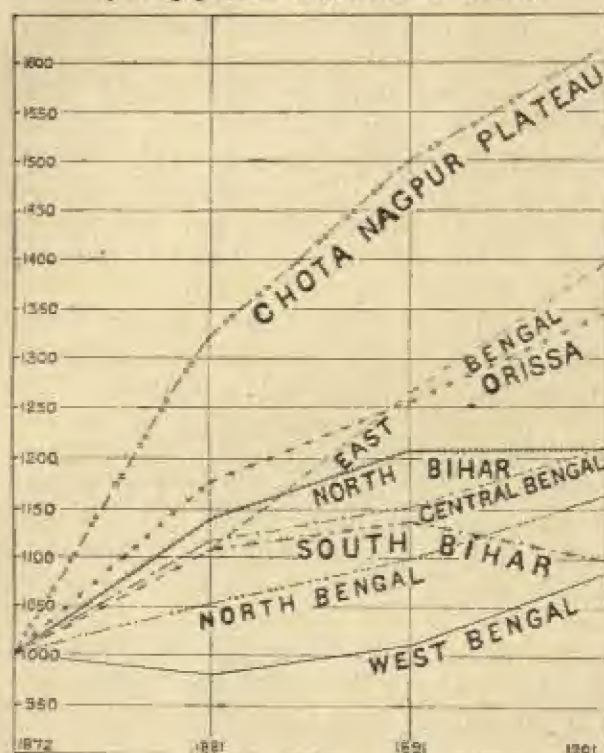 1600
1550
1500
1450
1400
1350
1300
1250
1200
1150
1100
1050
1000
950
CHOTA NAGPUR PLATEAU
EAST BENGAL
ORISSA
NORTH BIHAR
CENTRAL BENGAL
SOUTH BIHAR
NORTH BENGAL
WEST BENGAL
1872 1881 1891 1901